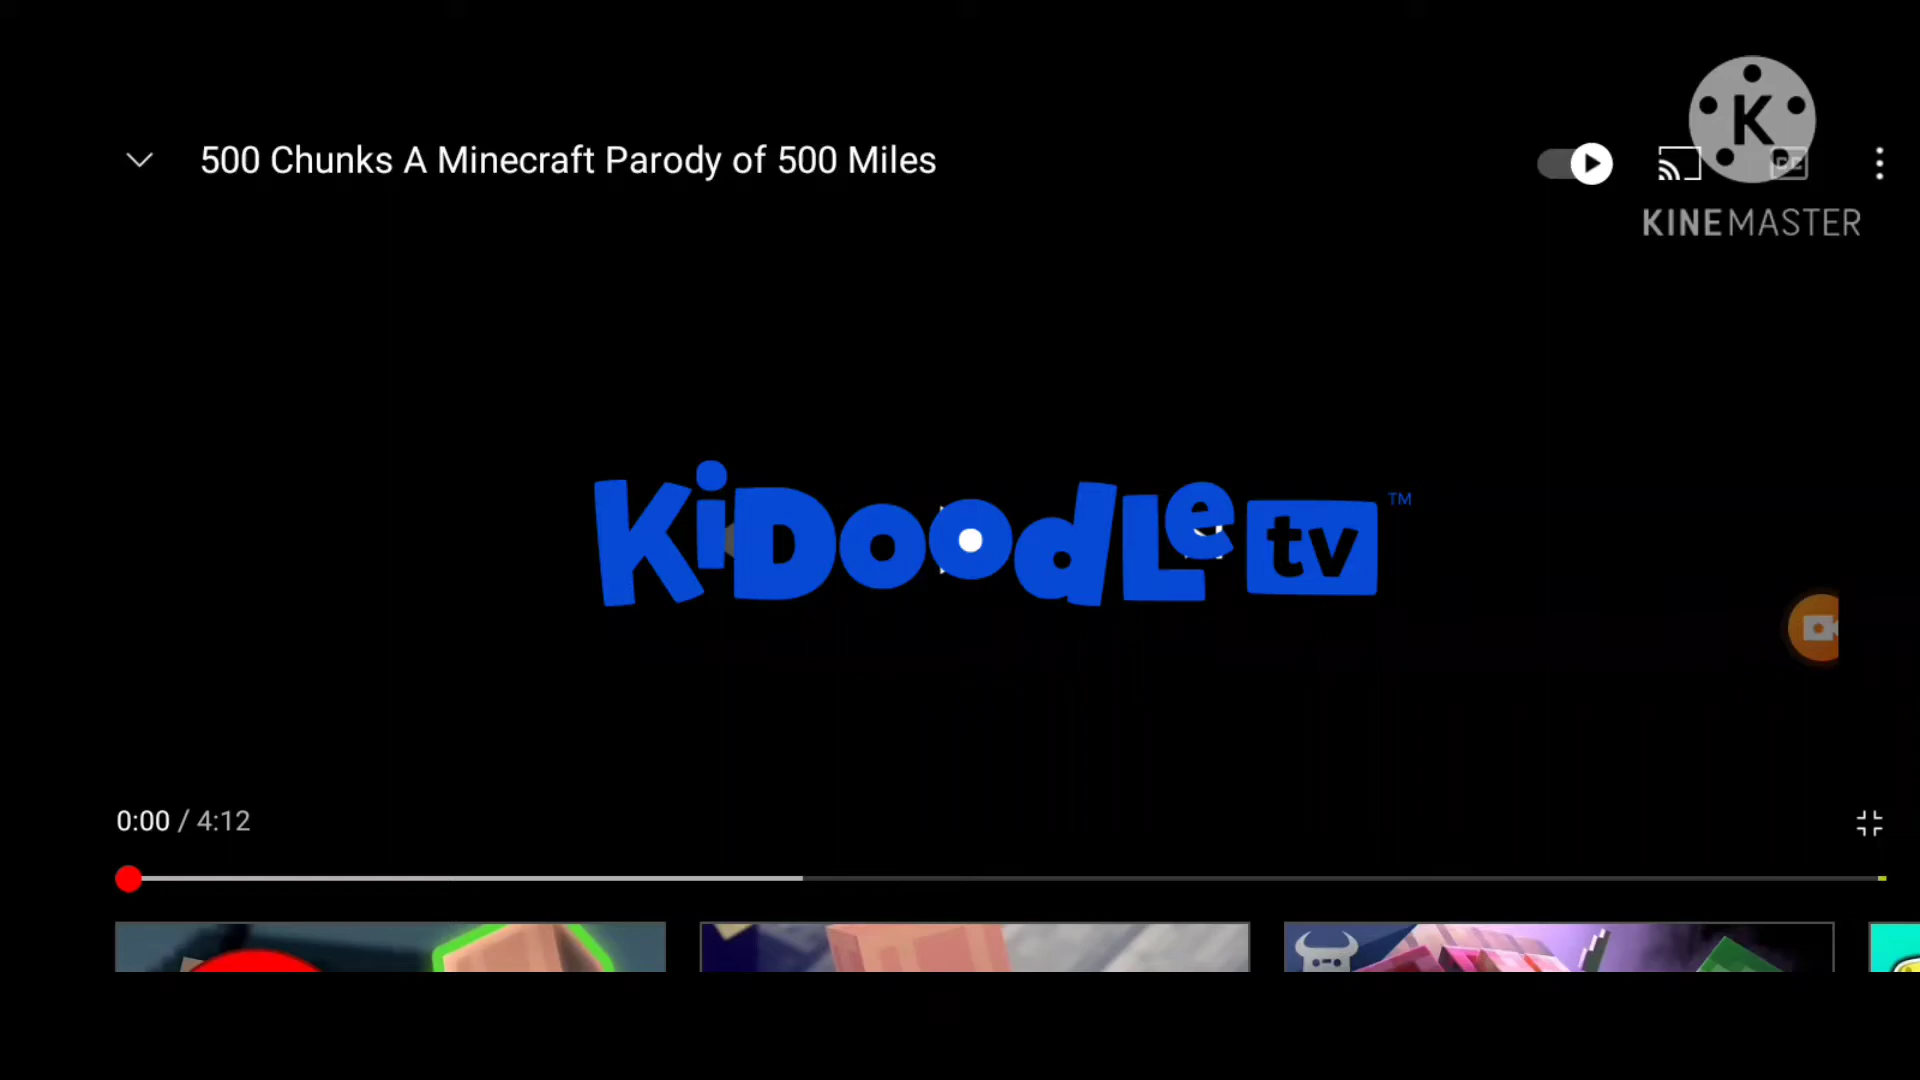 500 Chunks A Minecraft Parody of 500 Miles
K
KINEMASTER
KiDoodLe tv ™
0:00 / 4:12